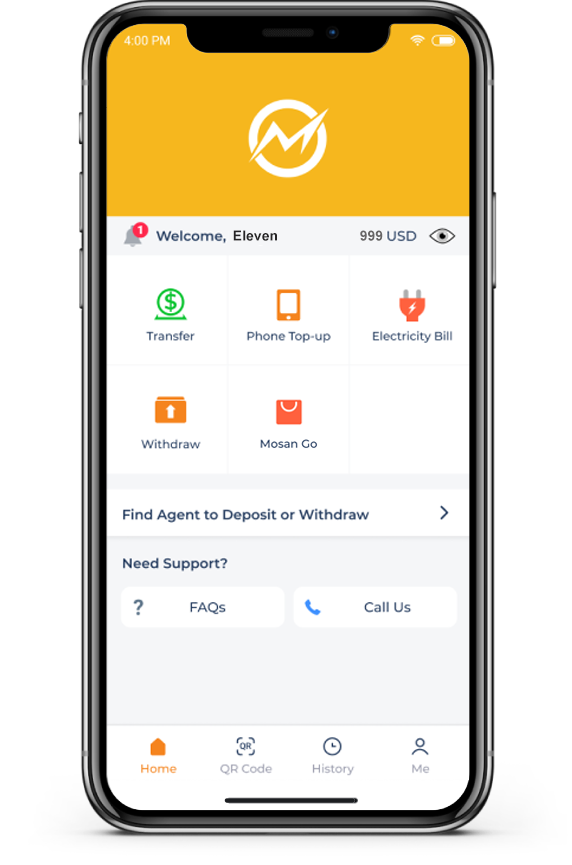 4:00 PM
1
Welcome, Eleven 999 USD
$
Transfer Phone Top-up Electricity Bill
Withdraw Mosan Go
Find Agent to Deposit or Withdraw
Need Support?
? FAQs Call Us
QR
Home QR Code History Me